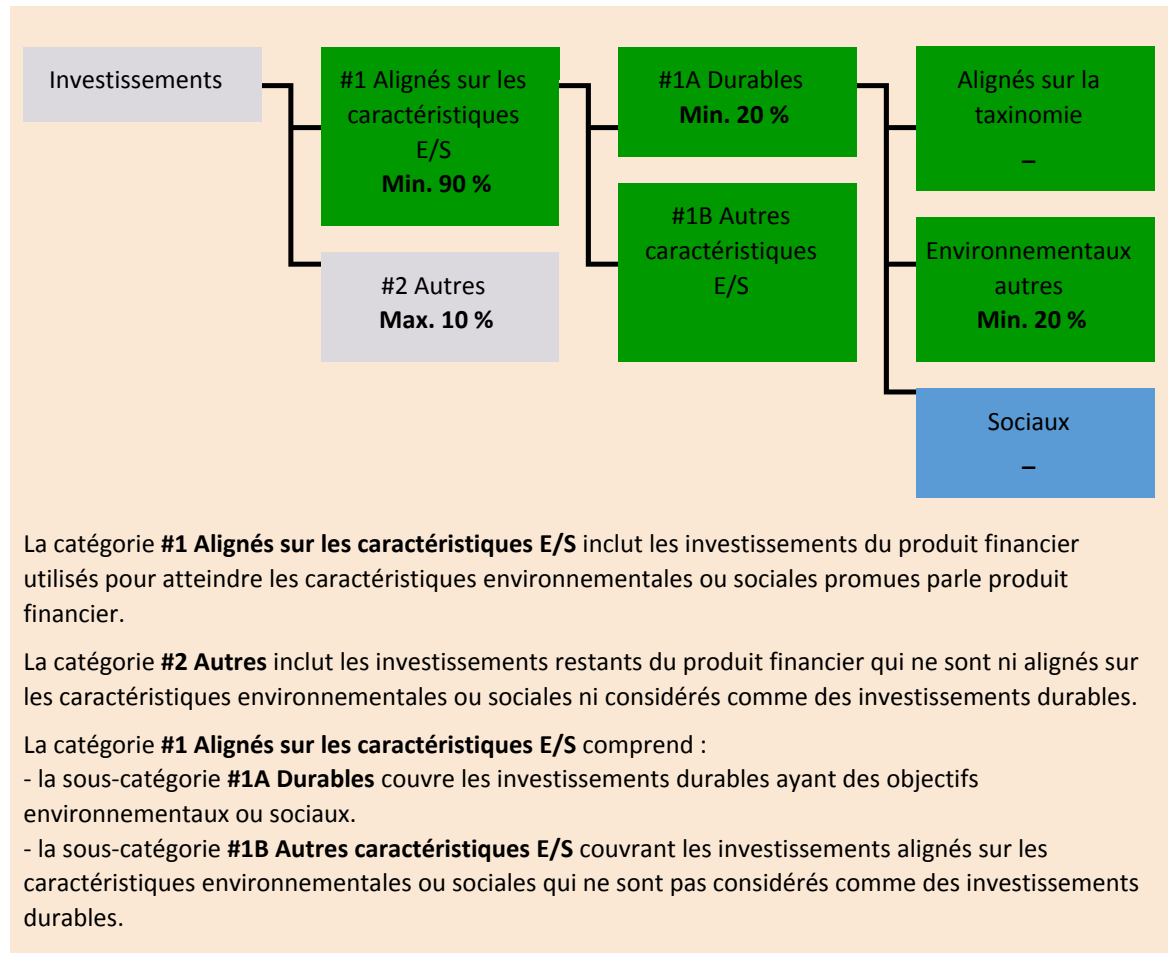 Investissements
#1 Alignés sur les
caractéristiques
E/S
Min. 90 %
#2 Autres
Max. 10 %
#1A Durables
Min. 20 %
#1B Autres
caractéristiques
E/S
Alignés sur la
taxinomie
–
Environnementaux
autres
Min. 20 %
Sociaux
–
La catégorie #1 Alignés sur les caractéristiques E/S inclut les investissements du produit financier
utilisés pour atteindre les caractéristiques environnementales ou sociales promues parle produit
financier.
La catégorie #2 Autres inclut les investissements restants du produit financier qui ne sont ni alignés sur
les caractéristiques environnementales ou sociales ni considérés comme des investissements durables.
La catégorie #1 Alignés sur les caractéristiques E/S comprend :
- la sous-catégorie #1A Durables couvre les investissements durables ayant des objectifs
environnementaux ou sociaux.
- la sous-catégorie #1B Autres caractéristiques E/S couvrant les investissements alignés sur les
caractéristiques environnementales ou sociales qui ne sont pas considérés comme des investissements
durables.